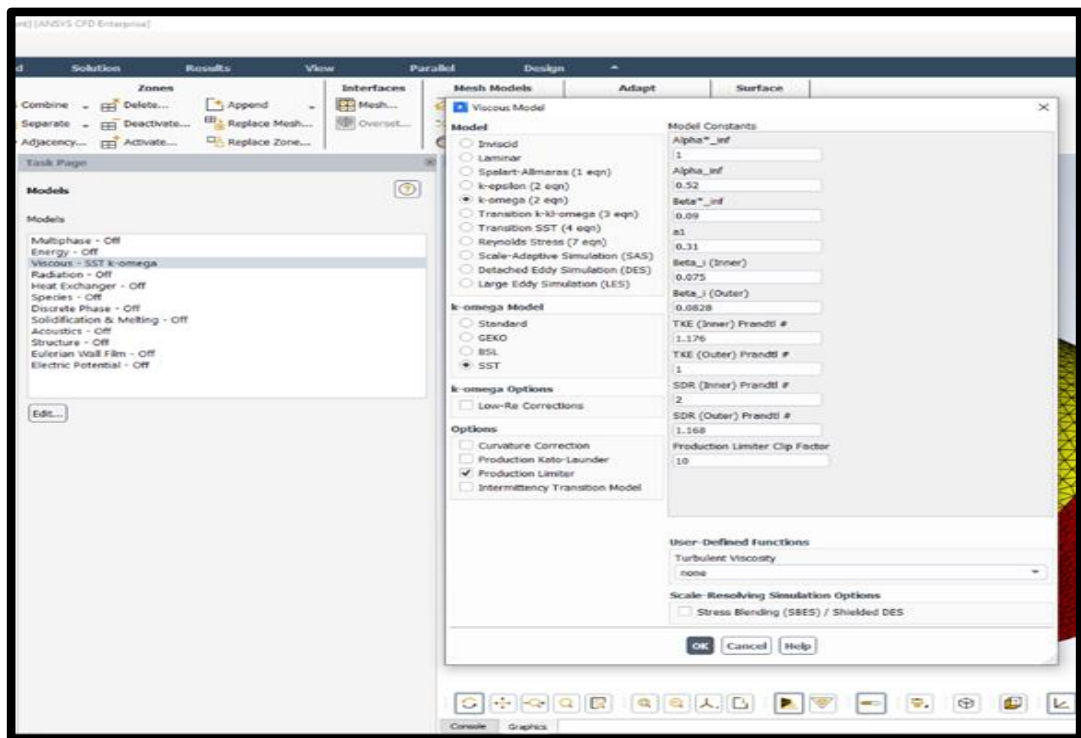 ent] [ANSYS CFD Enterprise]
d Solution Results View Parallel Design
Zones Interfaces Mesh Models Adapt Surface
Combine Delete... Append Mesh...
Separate Deactivate... Replace Mesh... Overset...
Adjacency... Activate... Replace Zone...
Task Page
Models
Models
Multiphase - Off
Energy - Off
Viscous - SST k-omega
Radiation - Off
Heat Exchanger - Off
Species - Off
Discrete Phase - Off
Solidification & Melting - Off
Acoustics - Off
Structure - Off
Eulerian Wall Film - Off
Electric Potential - Off
Edit...
Viscous Model
Model
Inviscid
Laminar
Spalart-Allmaras (1 eqn)
k-epsilon (2 eqn)
k-omega (2 eqn)
Transition k-kl-omega (3 eqn)
Transition SST (4 eqn)
Reynolds Stress (7 eqn)
Scale-Adaptive Simulation (SAS)
Detached Eddy Simulation (DES)
Large Eddy Simulation (LES)
k-omega Model
Standard
GEKO
BSL
SST
k-omega Options
Low-Re Corrections
Options
Curvature Correction
Production Kato-Launder
Production Limiter
Intermittency Transition Model
Model Constants
Alpha*_inf
1
Alpha_inf
0.52
Beta*_inf
0.09
a1
0.31
Beta_i (Inner)
0.075
Beta_i (Outer)
0.0828
TKE (Inner) Prandtl #
1.176
TKE (Outer) Prandtl #
1
SDR (Inner) Prandtl #
2
SDR (Outer) Prandtl #
1.168
Production Limiter Clip Factor
10
User-Defined Functions
Turbulent Viscosity
none
Scale-Resolving Simulation Options
Stress Blending (SBES) / Shielded DES
OK Cancel Help
Console Graphics